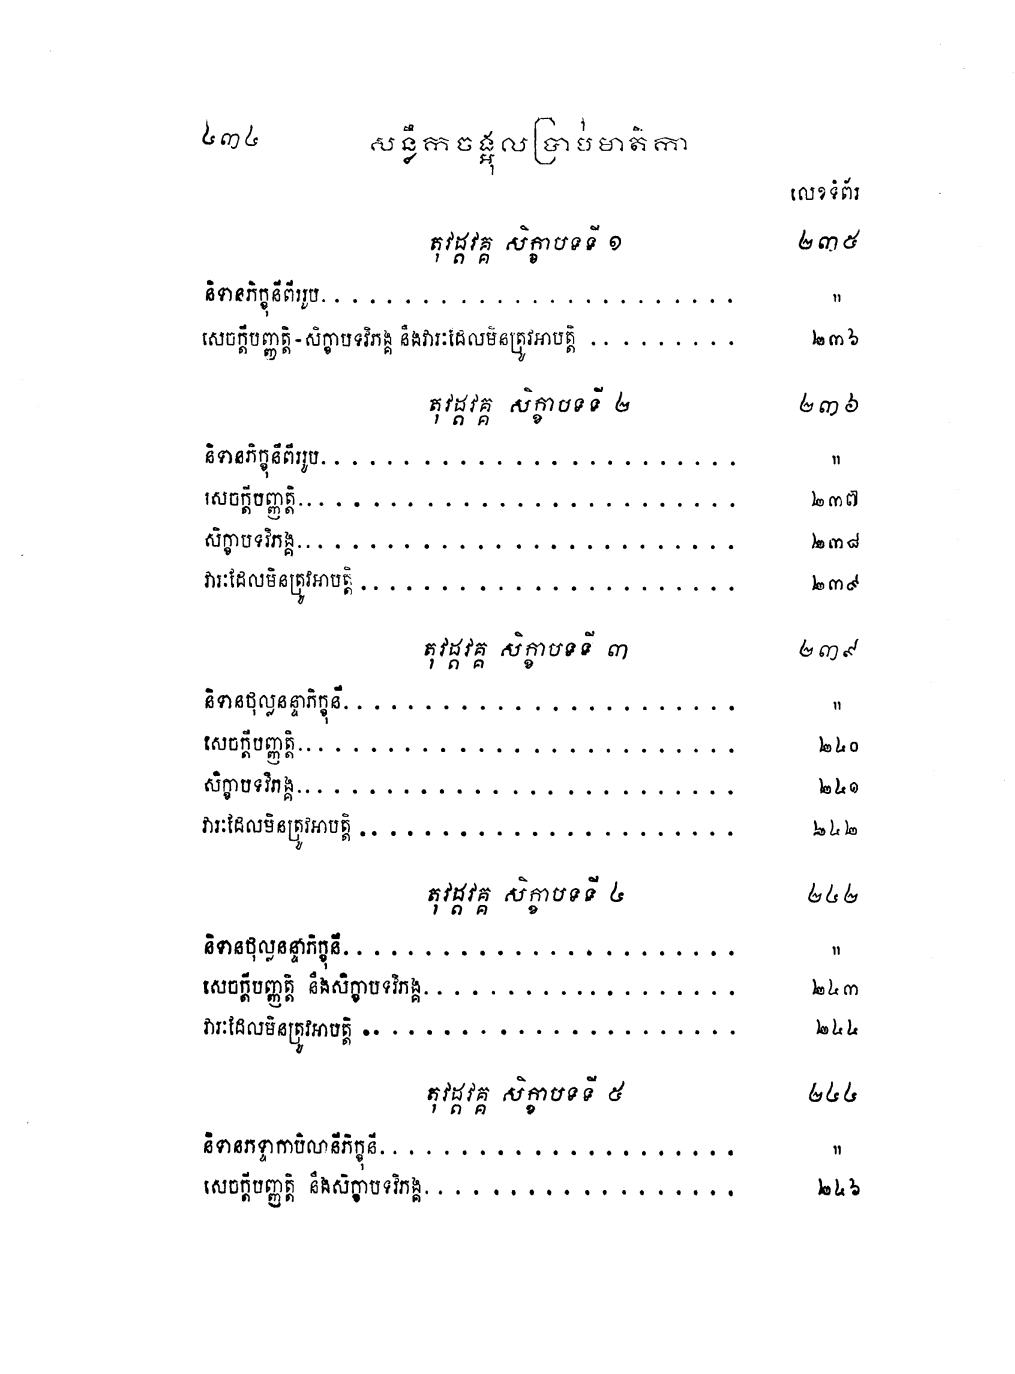 ៤៣៤ សន្លឹកចផ្អុលប្រាប់មាតិកា
លេខទំព័រ
តុវដ្តវគ្គ សិក្ខាបទទី ១ ២៣៥
និទានភិក្ខុនីពីររូប. . . . . . . . . . . . . . . . . . . . . . . ៕
សេចក្តីបញ្ញត្តិ - សិក្ខាបទវិភង្គ នឹងវារៈដែលមិនត្រូវអាបត្តិ . . . . . . . . . ២៣៦
តុវដ្តវគ្គ សិក្ខាបទទី ២ ២៣៦
និទានភិក្ខុនីពីររូប. . . . . . . . . . . . . . . . . . . . . . . "
សេចក្តីបញ្ញត្តិ. . . . . . . . . . . . . . . . . . . . . . . . ២៣៧
សិក្ខាបទវិភង្គ. . . . . . . . . . . . . . . . . . . . . . . . ២៣៨
វារៈដែលមិនត្រូវអាបត្តិ . . . . . . . . . . . . . . . . . . . . . ២៣៩
តុវដ្តវគ្គ សិក្ខាបទទី ៣ ២៣៩
និទានថុល្លនន្ទាភិក្ខុនី. . . . . . . . . . . . . . . . . . . . . . "
សេចក្តីបញ្ញត្តិ. . . . . . . . . . . . . . . . . . . . . . . . ២៤០
សិក្ខាបទវិភង្គ. . . . . . . . . . . . . . . . . . . . . . . . ២៤១
វារៈដែលមិនត្រូវអាបត្តិ . . . . . . . . . . . . . . . . . . . . . ២៤២
តុវដ្តវគ្គ សិក្ខាបទទី ៤ ២៤២
និទានថុល្លនន្ទាភិក្ខុនី. . . . . . . . . . . . . . . . . . . . . . "
សេចក្តីបញ្ញត្តិ នឹងសិក្ខាបទវិភង្គ. . . . . . . . . . . . . . . . . . ២៤៣
វារៈដែលមិនត្រូវអាបត្តិ . . . . . . . . . . . . . . . . . . . . . ២៤៤
តុវដ្តវគ្គ សិក្ខាបទទី ៥ ២៤៤
និទានភទ្ទាកាបិលានីភិក្ខុនី. . . . . . . . . . . . . . . . . . . . "
សេចក្តីបញ្ញត្តិ នឹងសិក្ខាបទវិភង្គ. . . . . . . . . . . . . . . . . . ២៤៦